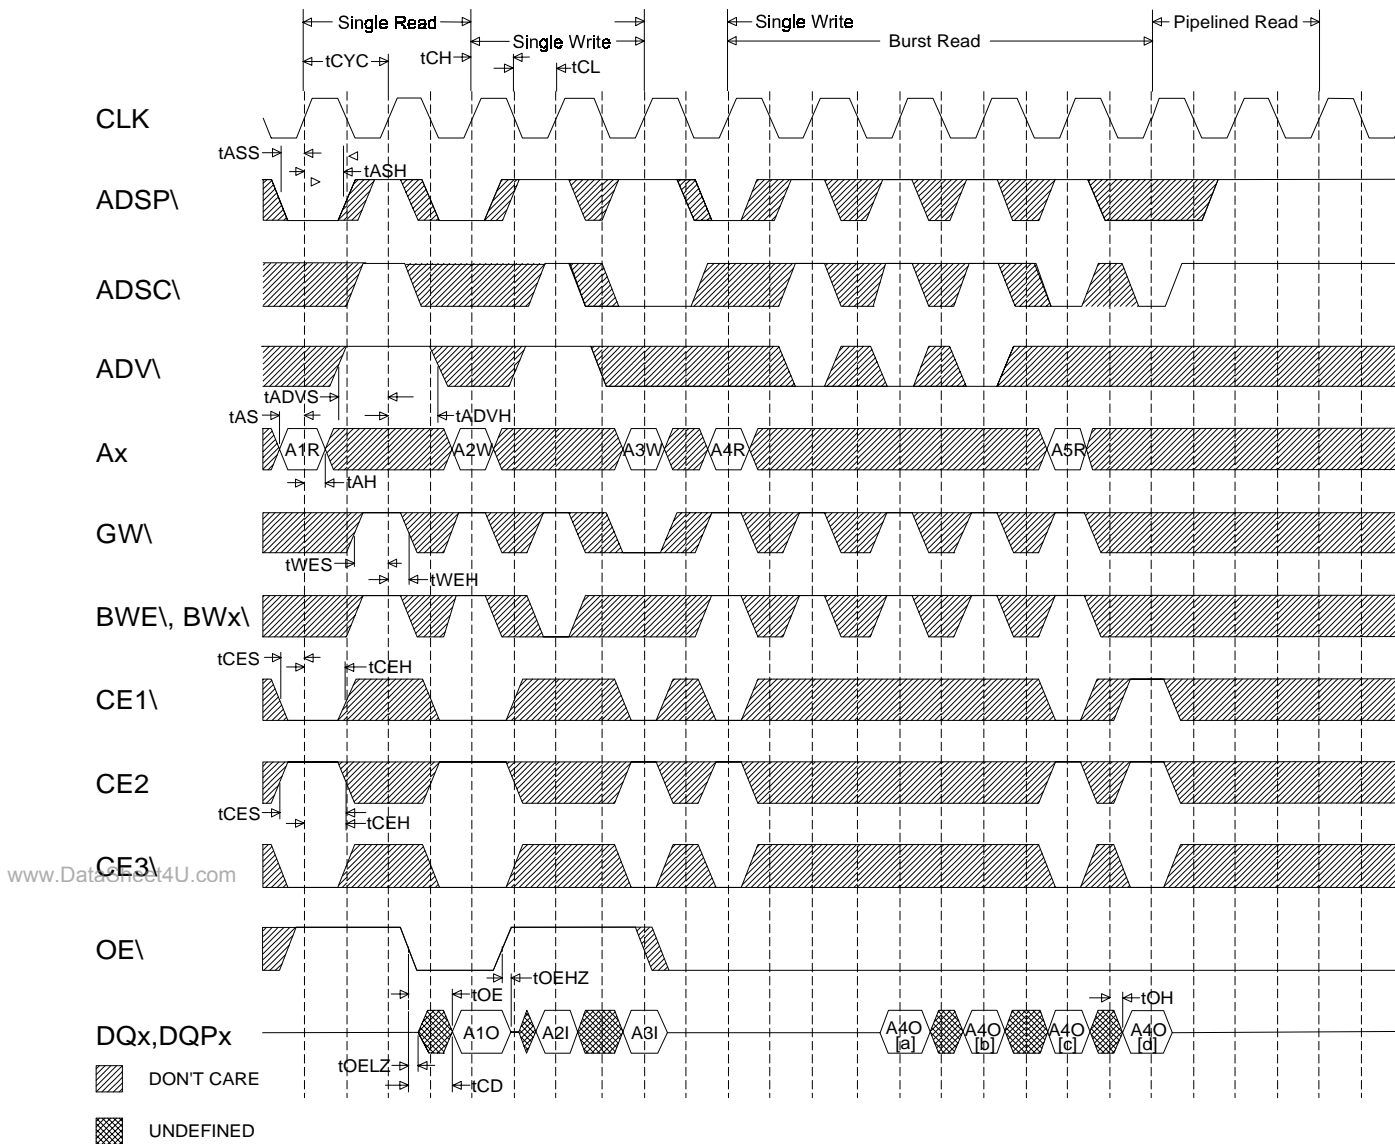 Single Read
Single Write
Single Write
Pipelined Read
Burst Read
tCYC
tCH
tCL
CLK
tASS
tASH
ADSP\
ADSC\
ADV\
tADVS
tADVH
tAS
Ax
A1R
A2W
A3W
A4R
A5R
tAH
GW\
tWES
tWEH
BWE\, BWx\
tCES
tCEH
CE1\
CE2
tCES
tCEH
CE3\
www.DataSheet4U.com
OE\
tOEHZ
tOE
tOH
DQx,DQPx
A1O
A2I
A3I
A4O
[a]
A4O
[b]
A4O
[c]
A4O
[d]
tOELZ
tCD
DON'T CARE
UNDEFINED